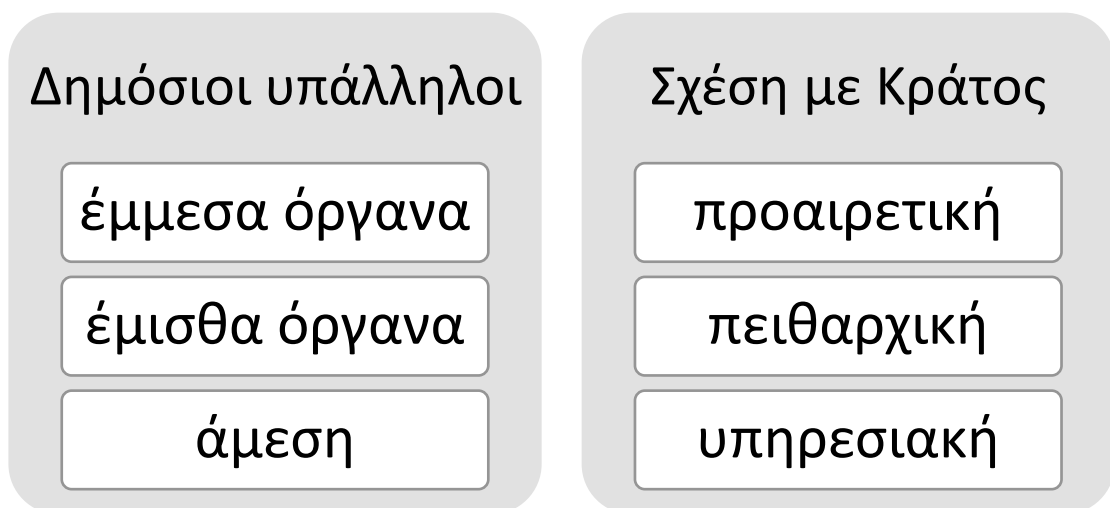 Δημόσιοι υπάλληλοι
έμμεσα όργανα
έμισθα όργανα
άμεση
Σχέση με Κράτος
προαιρετική
πειθαρχική
υπηρεσιακή